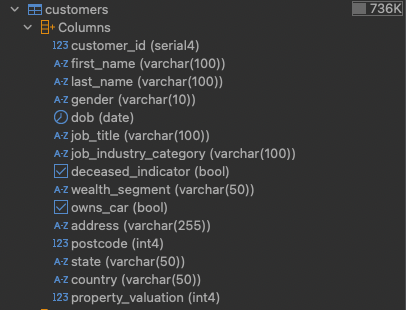 customers 736K
Columns
123 customer_id (serial4)
A-Z first_name (varchar(100))
A-Z last_name (varchar(100))
A-Z gender (varchar(10))
dob (date)
A-Z job_title (varchar(100))
A-Z job_industry_category (varchar(100))
deceased_indicator (bool)
A-Z wealth_segment (varchar(50))
owns_car (bool)
A-Z address (varchar(255))
123 postcode (int4)
A-Z state (varchar(50))
A-Z country (varchar(50))
123 property_valuation (int4)